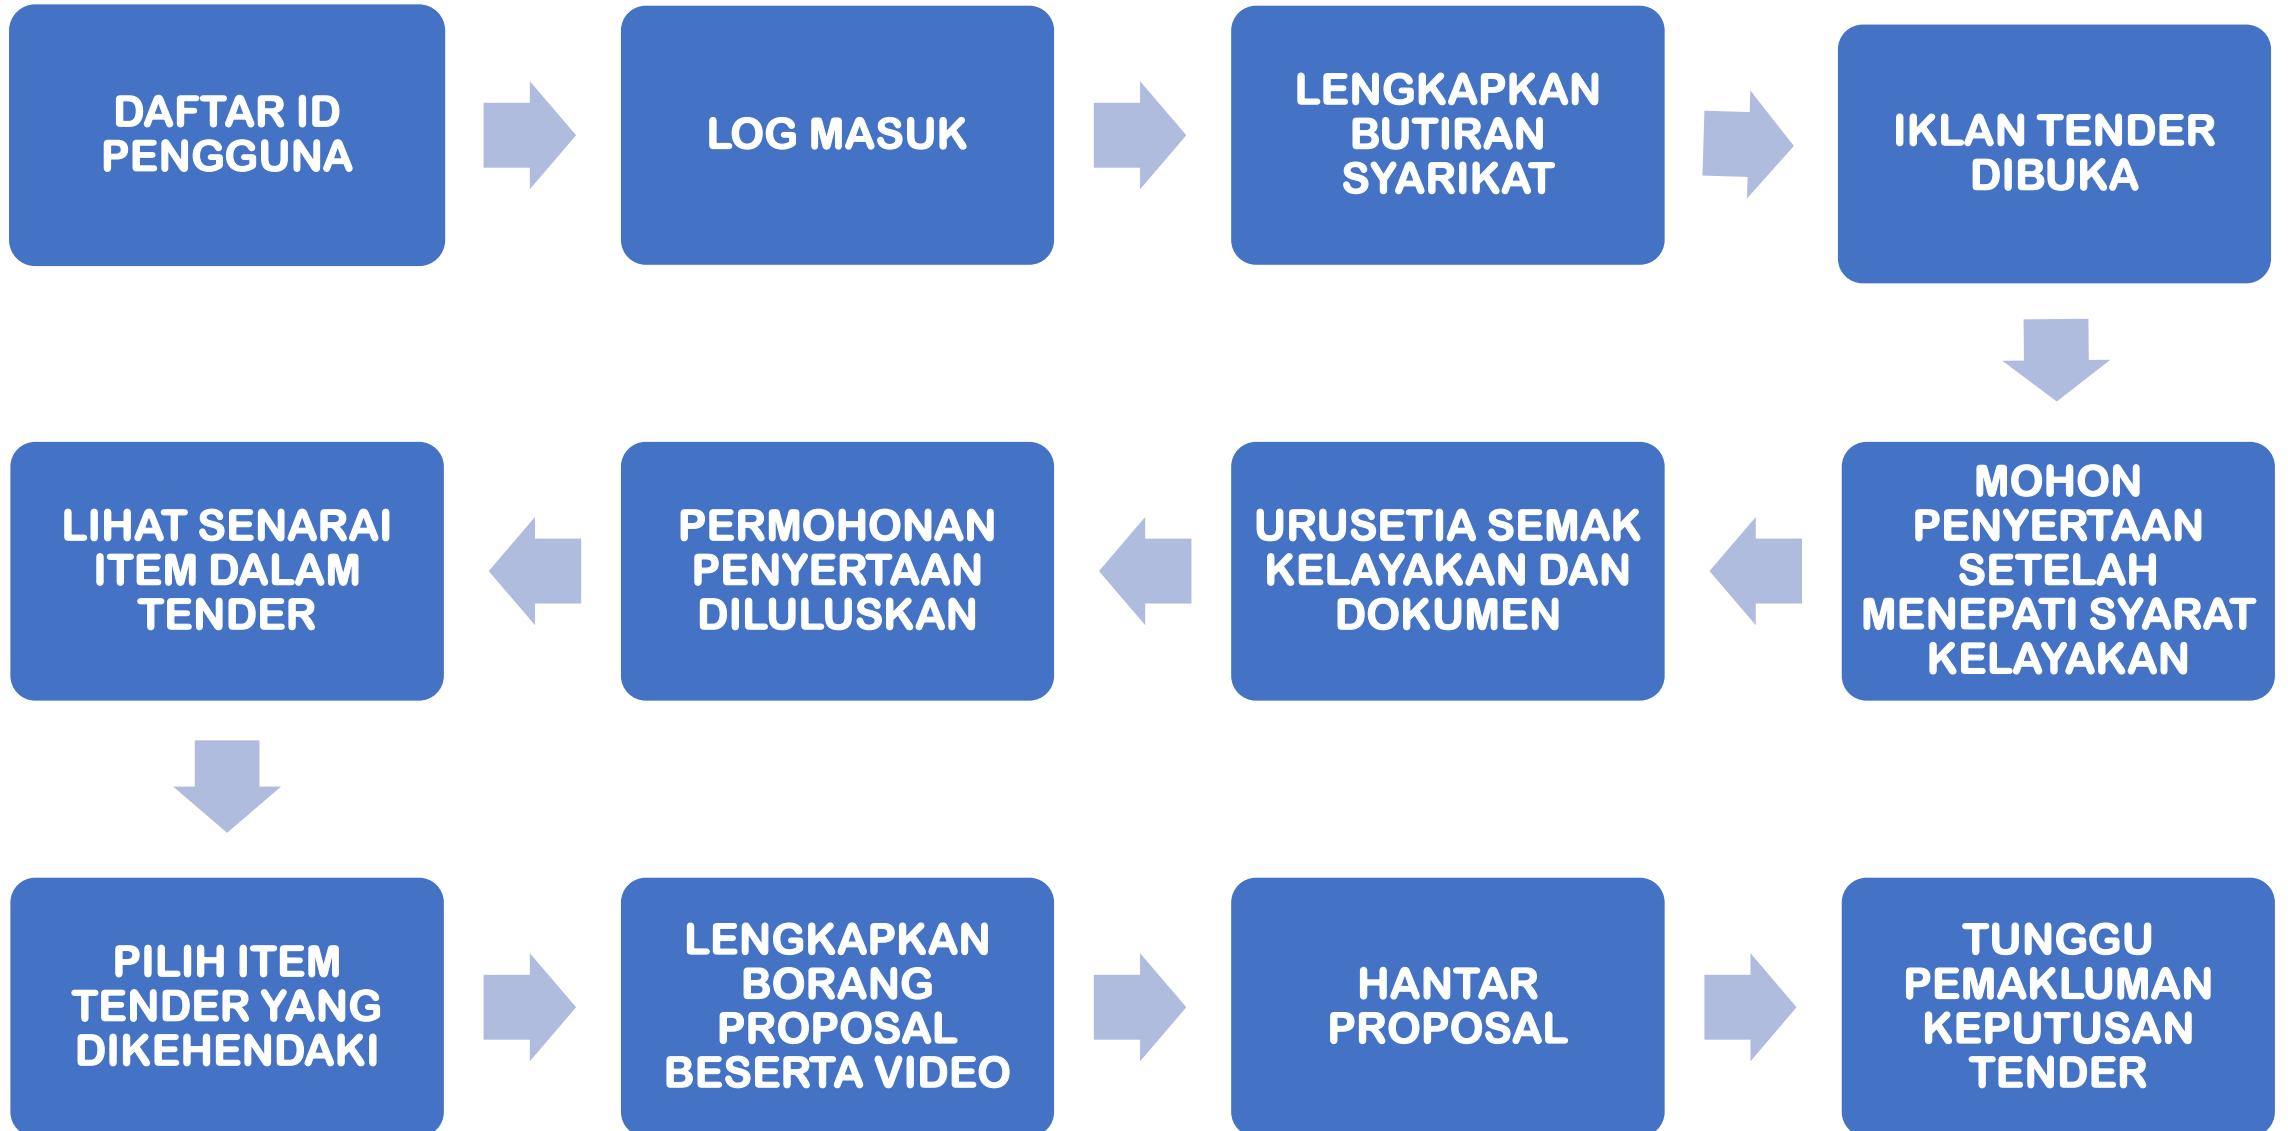 DAFTAR ID
PENGGUNA
LOG MASUK
LENGKAPKAN
BUTIRAN
SYARIKAT
IKLAN TENDER
DIBUKA
MOHON
PENYERTAAN
SETELAH
MENEPATI SYARAT
KELAYAKAN
URUSETIA SEMAK
KELAYAKAN DAN
DOKUMEN
PERMOHONAN
PENYERTAAN
DILULUSKAN
LIHAT SENARAI
ITEM DALAM
TENDER
PILIH ITEM
TENDER YANG
DIKEHENDAKI
LENGKAPKAN
BORANG
PROPOSAL
BESERTA VIDEO
HANTAR
PROPOSAL
TUNGGU
PEMAKLUMAN
KEPUTUSAN
TENDER